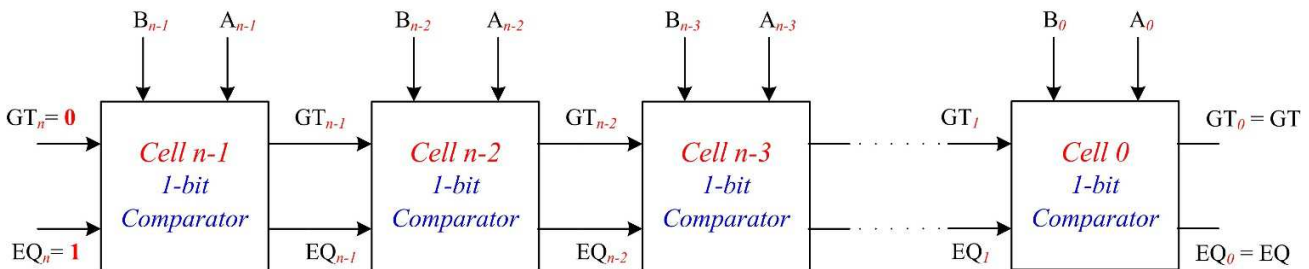 Bn-1 An-1 Bn-2 An-2 Bn-3 An-3 B0 A0
GTn= 0 GTn-1 GTn-2 GT1 GT0 = GT
Cell n-1 Cell n-2 Cell n-3 Cell 0
1-bit 1-bit 1-bit 1-bit
Comparator Comparator Comparator Comparator
EQn= 1 EQn-1 EQn-2 EQ1 EQ0 = EQ